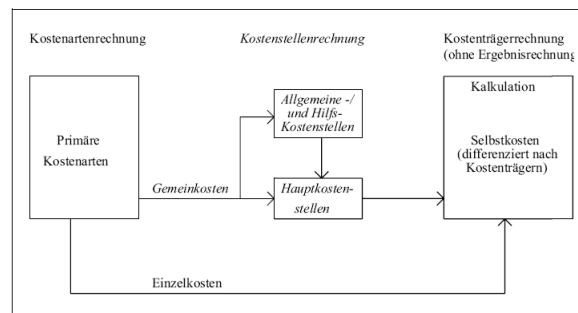 Kostenartenrechnung
Kostenstellenrechnung
Kostenträgerrechnung
(ohne Ergebnisrechnung
Kalkulation
Allgemeine -/
und Hilfs-
Kostenstellen
Primäre
Kostenarten
Selbstkosten
(differenziert nach
Kostenträgern)
Gemeinkosten
Hauptkosten-
stellen
Einzelkosten